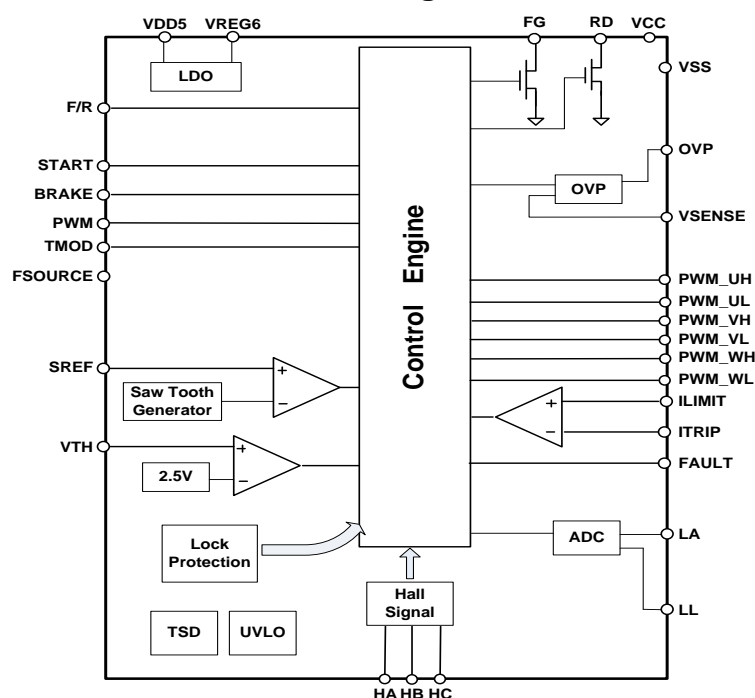 VDD5 VREG6 FG RD VCC
LDO
VSS
F/R
START
BRAKE
PWM
TMOD
FSOURCE
OVP
OVP
VSENSE
Control Engine
PWM_UH
PWM_UL
PWM_VH
PWM_VL
PWM_WH
PWM_WL
SREF
+
−
Saw Tooth
Generator
ILIMIT
+
−
ITRIP
VTH
+
−
2.5V
FAULT
Lock
Protection
ADC
LA
LL
Hall
Signal
TSD
UVLO
HA HB HC